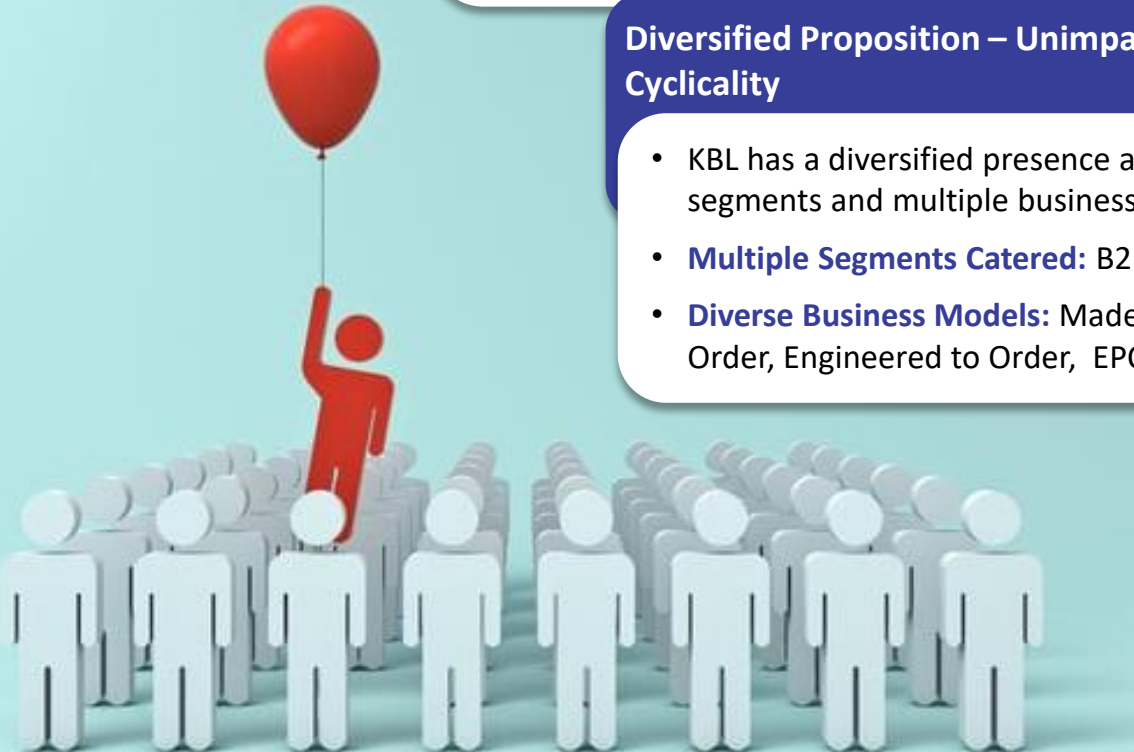 Diversified Proposition – Unimpa
Cyclicality
• KBL has a diversified presence a
segments and multiple business
• Multiple Segments Catered: B2
• Diverse Business Models: Made
Order, Engineered to Order, EPC